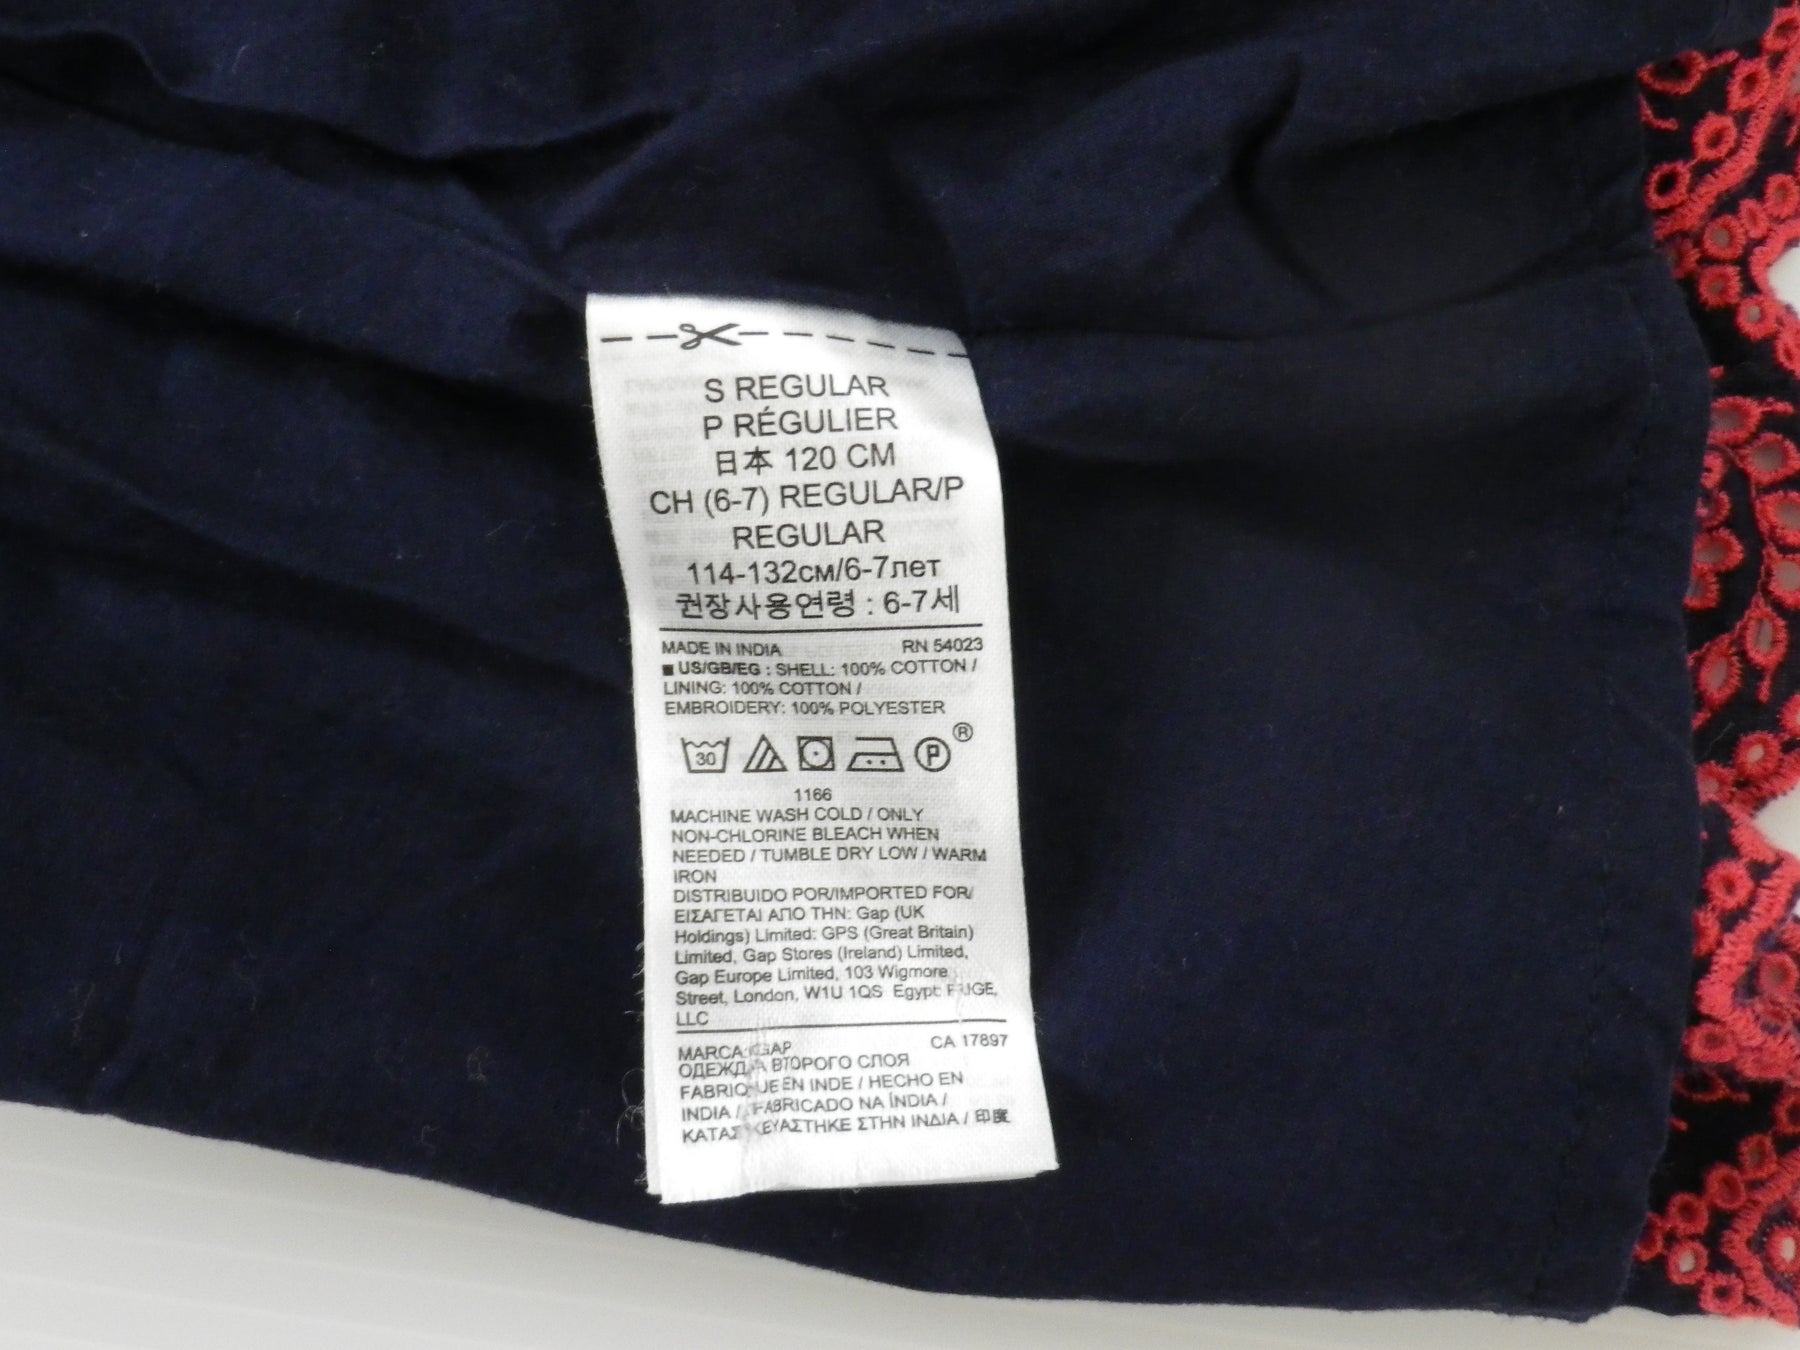 S REGULAR
P RÉGULIER
日本 120 CM
CH (6-7) REGULAR/P
REGULAR
114-132см/6-7лет
권장사용연령 : 6-7세
MADE IN INDIA RN 54023
■ US/GB/EG : SHELL: 100% COTTON /
LINING: 100% COTTON /
EMBROIDERY: 100% POLYESTER
30 P ®
1166
MACHINE WASH COLD / ONLY
NON-CHLORINE BLEACH WHEN
NEEDED / TUMBLE DRY LOW / WARM
IRON
DISTRIBUIDO POR/IMPORTED FOR/
ΕΙΣΑΓΕΤΑΙ ΑΠΟ ΤΗΝ: Gap (UK
Holdings) Limited: GPS (Great Britain)
Limited, Gap Stores (Ireland) Limited,
Gap Europe Limited, 103 Wigmore
Street, London, W1U 1QS Egypt:
LLC
MARCA: GAP CA 17897
ОДЕЖДА ВТОРОГО СЛОЯ
FABRIQUE EN INDE / HECHO EN
INDIA / FABRICADO NA ÍNDIA /
ΚΑΤΑΣΚΕΥΑΣΤΗΚΕ ΣΤΗΝ ΙΝΔΙΑ / 印度